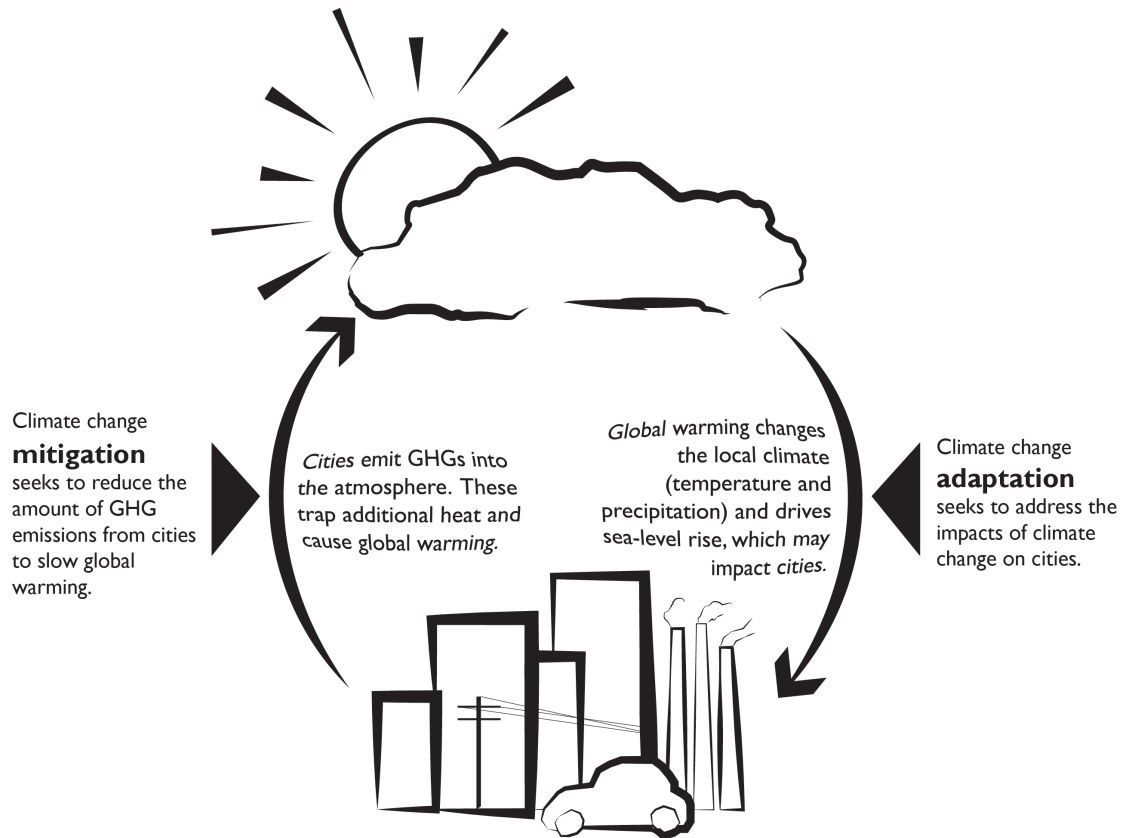 Climate change
mitigation
seeks to reduce the
amount of GHG
emissions from cities
to slow global
warming.
Cities emit GHGs into
the atmosphere. These
trap additional heat and
cause global warming.
Global warming changes
the local climate
(temperature and
precipitation) and drives
sea-level rise, which may
impact cities.
Climate change
adaptation
seeks to address the
impacts of climate
change on cities.